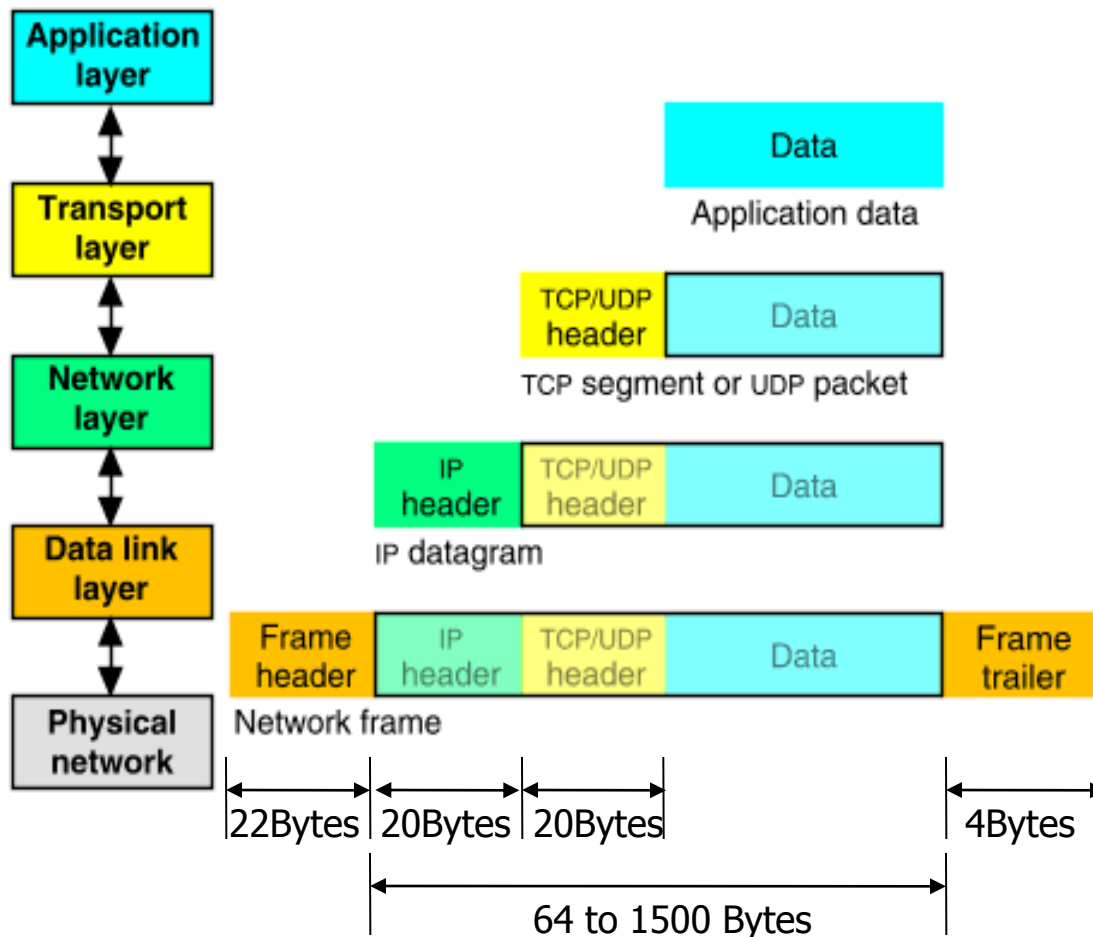 Application
layer
Data
Application data
Transport
layer
TCP/UDP
header
Data
TCP segment or UDP packet
Network
layer
IP
header
TCP/UDP
header
Data
IP datagram
Data link
layer
Frame
header
IP
header
TCP/UDP
header
Data
Frame
trailer
Network frame
Physical
network
22Bytes
20Bytes
20Bytes
4Bytes
64 to 1500 Bytes